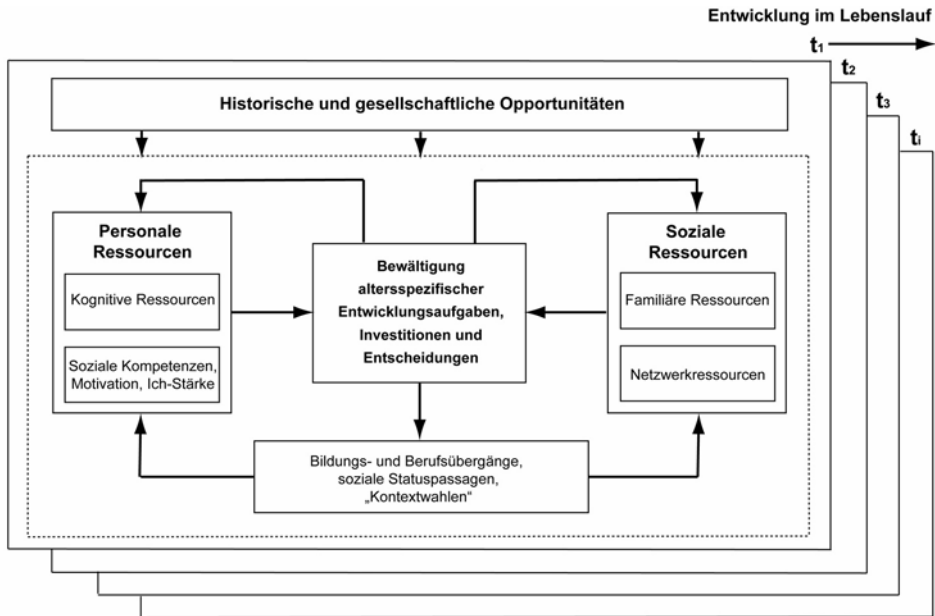 Entwicklung im Lebenslauf
t1
t2
t3
ti
Historische und gesellschaftliche Opportunitäten
Personale
Ressourcen
Kognitive Ressourcen
Soziale Kompetenzen,
Motivation, Ich-Stärke
Bewältigung
altersspezifischer
Entwicklungsaufgaben,
Investitionen und
Entscheidungen
Soziale
Ressourcen
Familiäre Ressourcen
Netzwerkressourcen
Bildungs- und Berufsübergänge,
soziale Statuspassagen,
„Kontextwahlen“